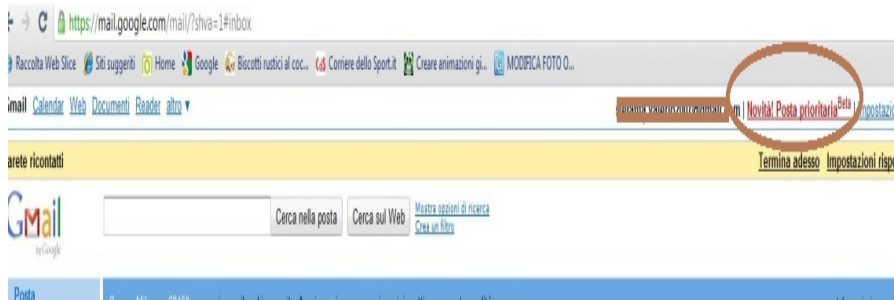 https://mail.google.com/mail/?shva=1#inbox
Raccolta Web Slice Siti suggeriti Home Google Biscotti rustici al coc... CdS Corriere dello Sport.it Creare animazioni gi... MODIFICA FOTO O...
Gmail Calendar Web Documenti Reader altro ▼ | Novità! Posta prioritaria Beta | Impostazio
arete ricontatti Termina adesso Impostazioni rispo
GMail Cerca nella posta Cerca sul Web Mostra opzioni di ricerca
by Google Crea un filtro
Posta